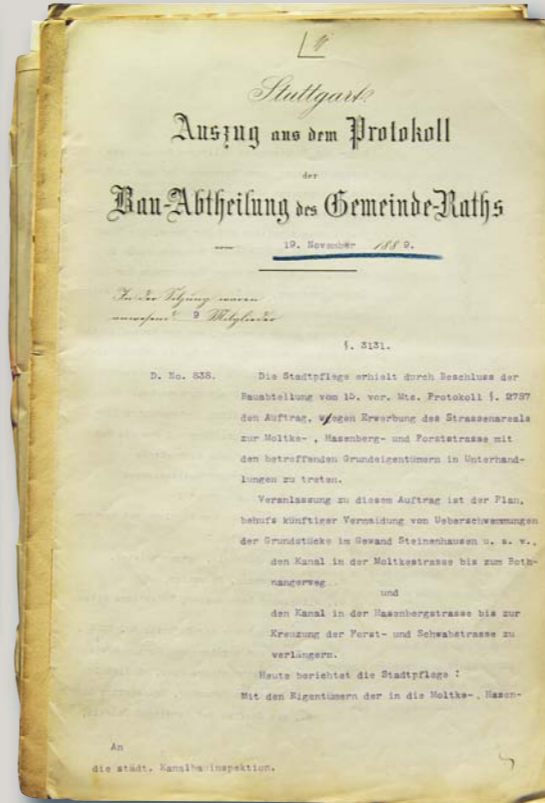 Stuttgart.
Auszug aus dem Protokoll
der
Bau-Abtheilung des Gemeinde-Raths
vom 19. November 1889.
In der Sitzung waren
anwesend 9 Mitglieder
§. 3131.
D. No. 838. Die Stadtpflege erhielt durch Beschluss der
Bauabteilung vom 15. vor. Mts. Protokoll §. 2787
den Auftrag, wegen Erwerbung des Strassenareals
zur Moltke-, Hasenberg- und Forststrasse mit
den betreffenden Grundeigentümern in Unterhand-
lungen zu treten.
Veranlassung zu diesem Auftrag ist der Plan,
behufs künftiger Vermeidung von Ueberschwemmungen
der Grundstücke im Gewand Steinenhausen u. s. w.,
den Kanal in der Moltkestrasse bis zum Both-
nangerweg
und
den Kanal in der Hasenbergstrasse bis zur
Kreuzung der Forst- und Schwabstrasse zu
verlängern.
Heute berichtet die Stadtpflege :
Mit den Eigentümern der in die Moltke-, Hasen-
An
die städt. Kanalbauinspektion.